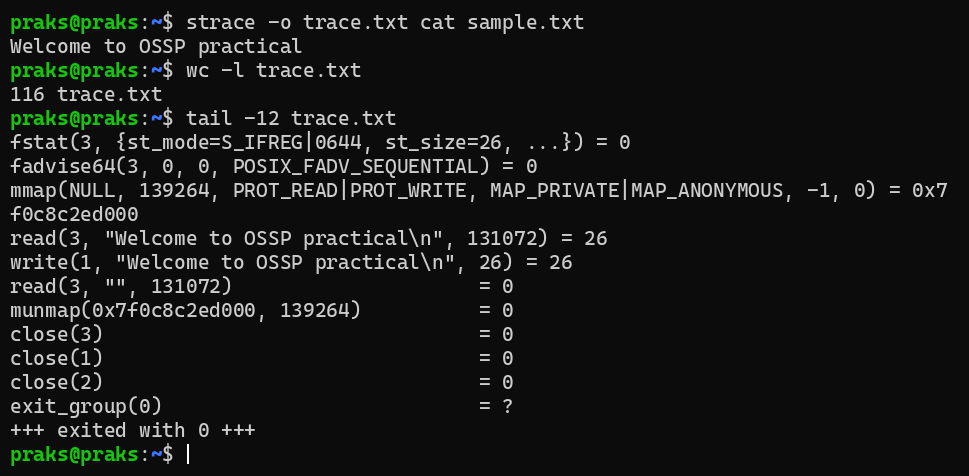 praks@praks:~$ strace -o trace.txt cat sample.txt
Welcome to OSSP practical
praks@praks:~$ wc -l trace.txt
116 trace.txt
praks@praks:~$ tail -12 trace.txt
fstat(3, {st_mode=S_IFREG|0644, st_size=26, ...}) = 0
fadvise64(3, 0, 0, POSIX_FADV_SEQUENTIAL) = 0
mmap(NULL, 139264, PROT_READ|PROT_WRITE, MAP_PRIVATE|MAP_ANONYMOUS, -1, 0) = 0x7
f0c8c2ed000
read(3, "Welcome to OSSP practical\n", 131072) = 26
write(1, "Welcome to OSSP practical\n", 26) = 26
read(3, "", 131072)                     = 0
munmap(0x7f0c8c2ed000, 139264)          = 0
close(3)                                = 0
close(1)                                = 0
close(2)                                = 0
exit_group(0)                           = ?
+++ exited with 0 +++
praks@praks:~$